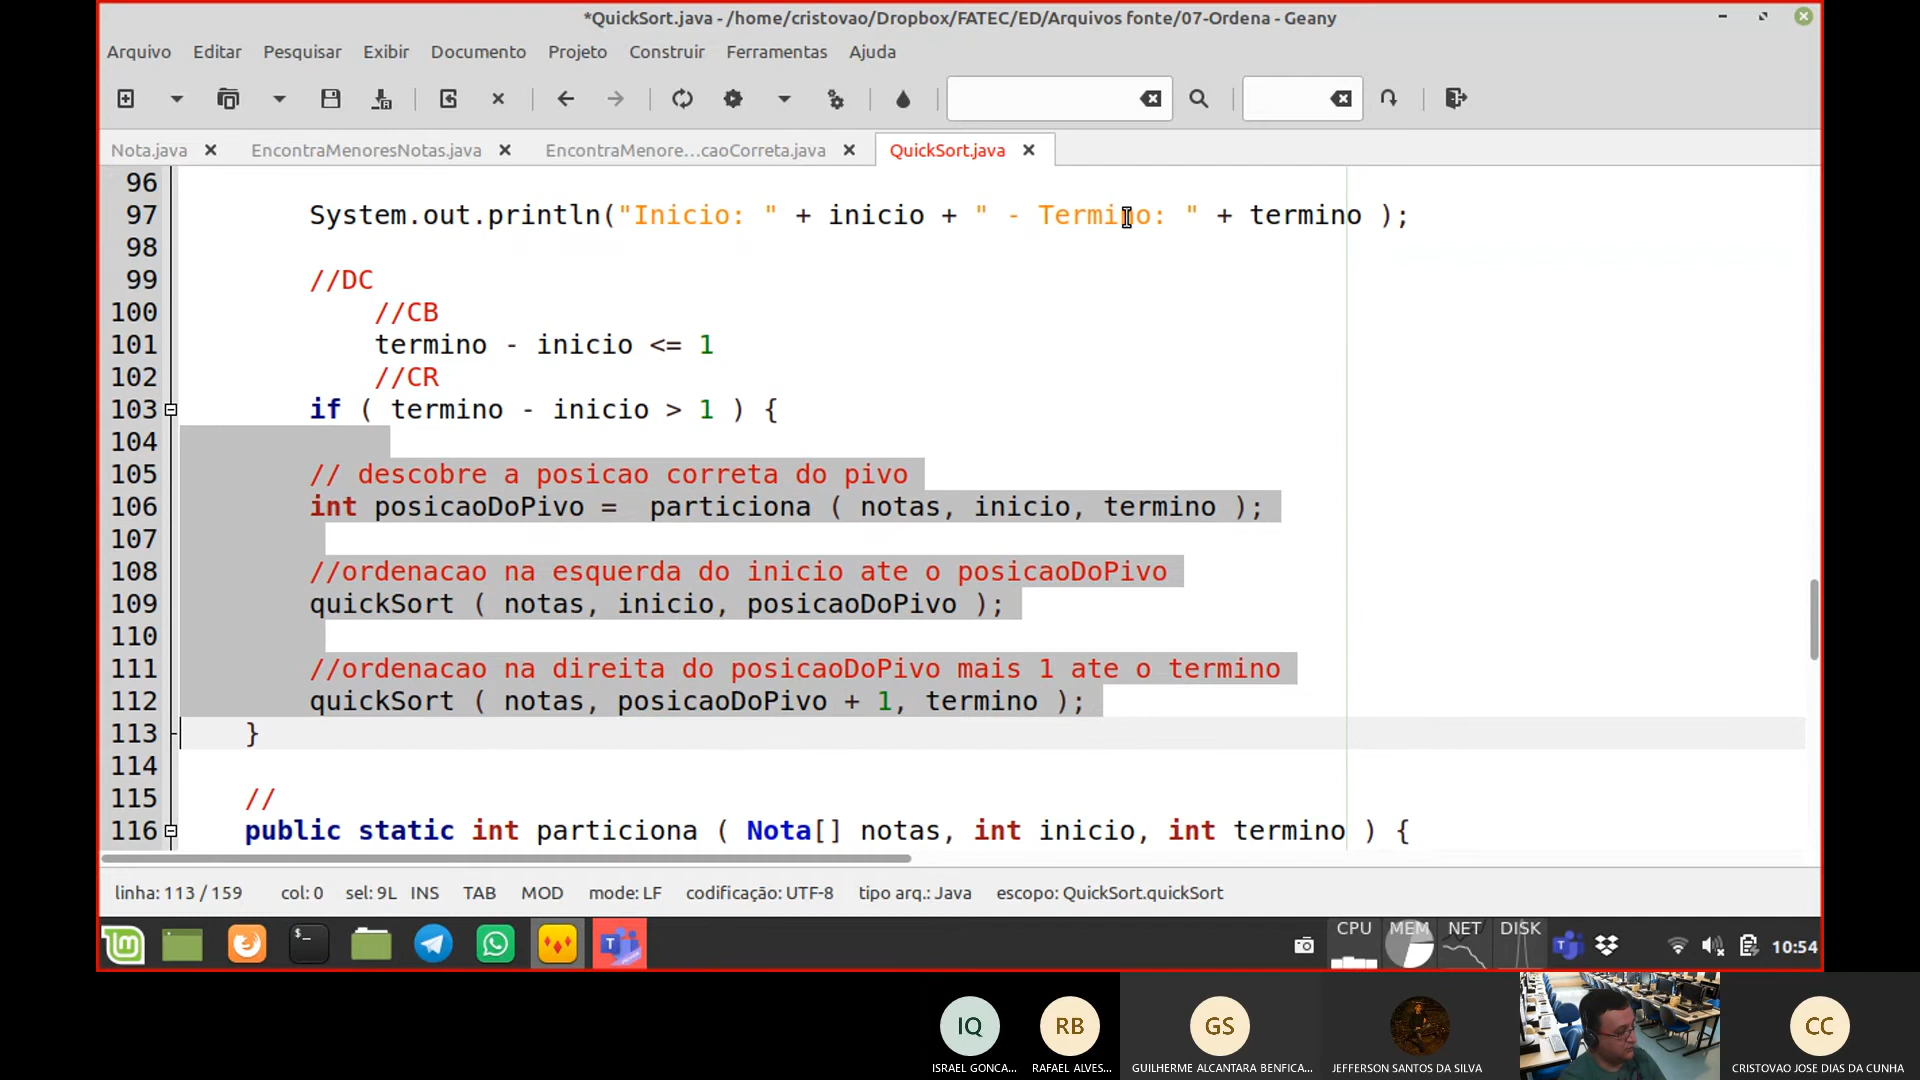 *QuickSort.java - /home/cristovao/Dropbox/FATEC/ED/Arquivos fonte/07-Ordena - Geany
Arquivo Editar Pesquisar Exibir Documento Projeto Construir Ferramentas Ajuda
Nota.java EncontraMenoresNotas.java EncontraMenore...caoCorreta.java QuickSort.java
96
97 System.out.println("Inicio: " + inicio + " - Termino: " + termino );
98
99 //DC
100 //CB
101 termino - inicio <= 1
102 //CR
103 if ( termino - inicio > 1 ) {
104
105 // descobre a posicao correta do pivo
106 int posicaoDoPivo = particiona ( notas, inicio, termino );
107
108 //ordenacao na esquerda do inicio ate o posicaoDoPivo
109 quickSort ( notas, inicio, posicaoDoPivo );
110
111 //ordenacao na direita do posicaoDoPivo mais 1 ate o termino
112 quickSort ( notas, posicaoDoPivo + 1, termino );
113 }
114
115 //
116 public static int particiona ( Nota[] notas, int inicio, int termino ) {
linha: 113 / 159 col: 0 sel: 9L INS TAB MOD mode: LF codificação: UTF-8 tipo arq.: Java escopo: QuickSort.quickSort
CPU MEM NET DISK 10:54
IQ RB GS CC
ISRAEL GONCA... RAFAEL ALVES... GUILHERME ALCANTARA BENFICA... JEFFERSON SANTOS DA SILVA CRISTOVAO JOSE DIAS DA CUNHA